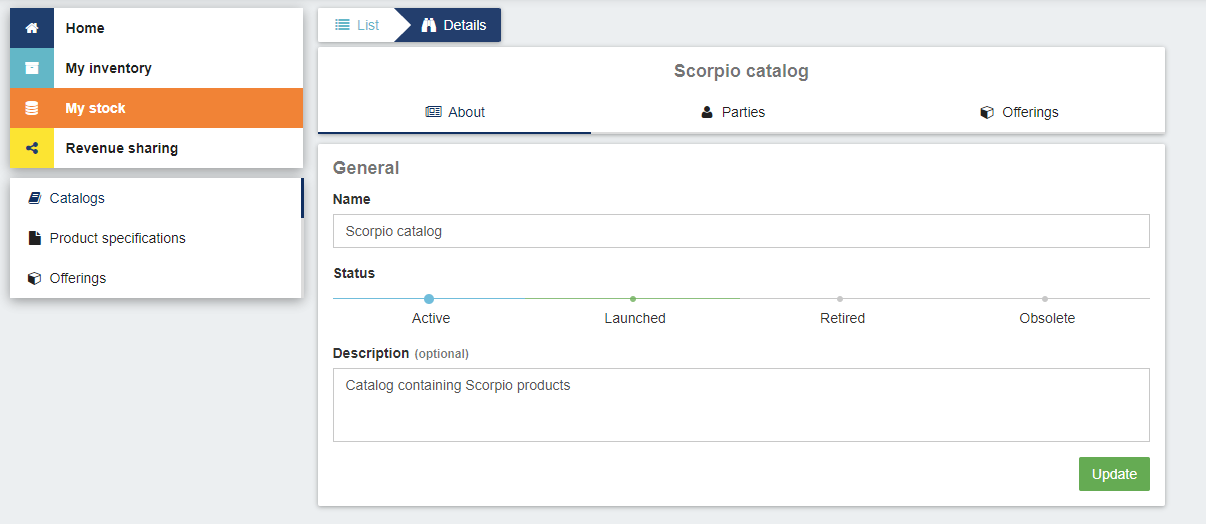 Home
My inventory
My stock
Revenue sharing
Catalogs
Product specifications
Offerings
List
Details
Scorpio catalog
About
Parties
Offerings
General
Name
Scorpio catalog
Status
Active
Launched
Retired
Obsolete
Description (optional)
Catalog containing Scorpio products
Update